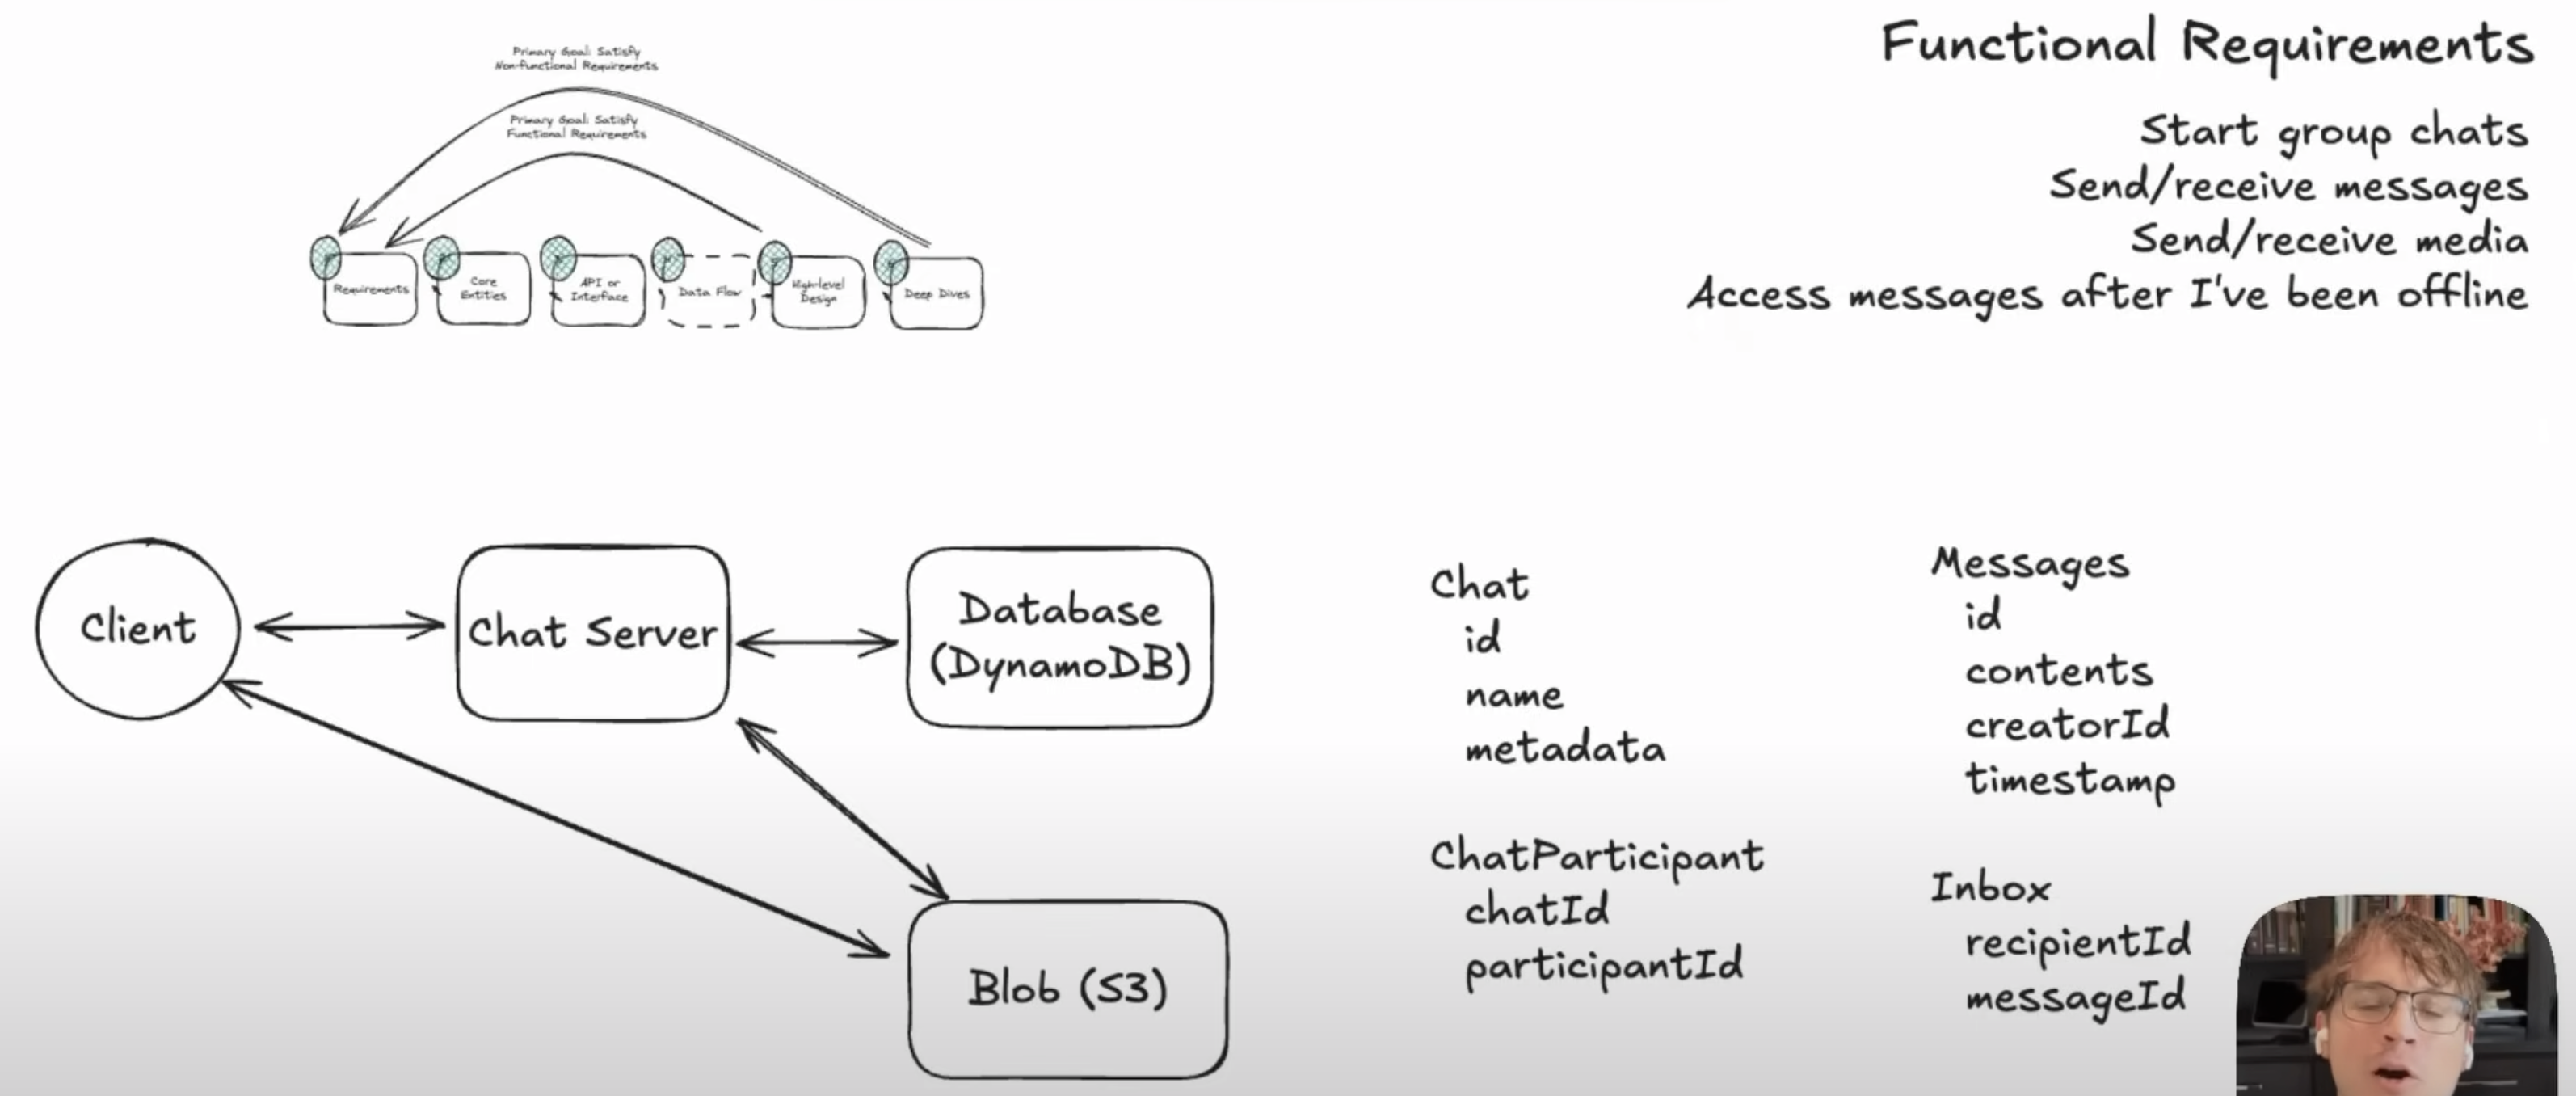 Primary Goal: Satisfy
Non-functional Requirements
Primary Goal: Satisfy
Functional Requirements
Requirements
Core
Entities
API or
Interface
Data Flow
High-level
Design
Deep Dives
Functional Requirements
Start group chats
Send/receive messages
Send/receive media
Access messages after I've been offline
Client
Chat Server
Database
(DynamoDB)
Blob (S3)
Chat
id
name
metadata
ChatParticipant
chatId
participantId
Messages
id
contents
creatorId
timestamp
Inbox
recipientId
messageId